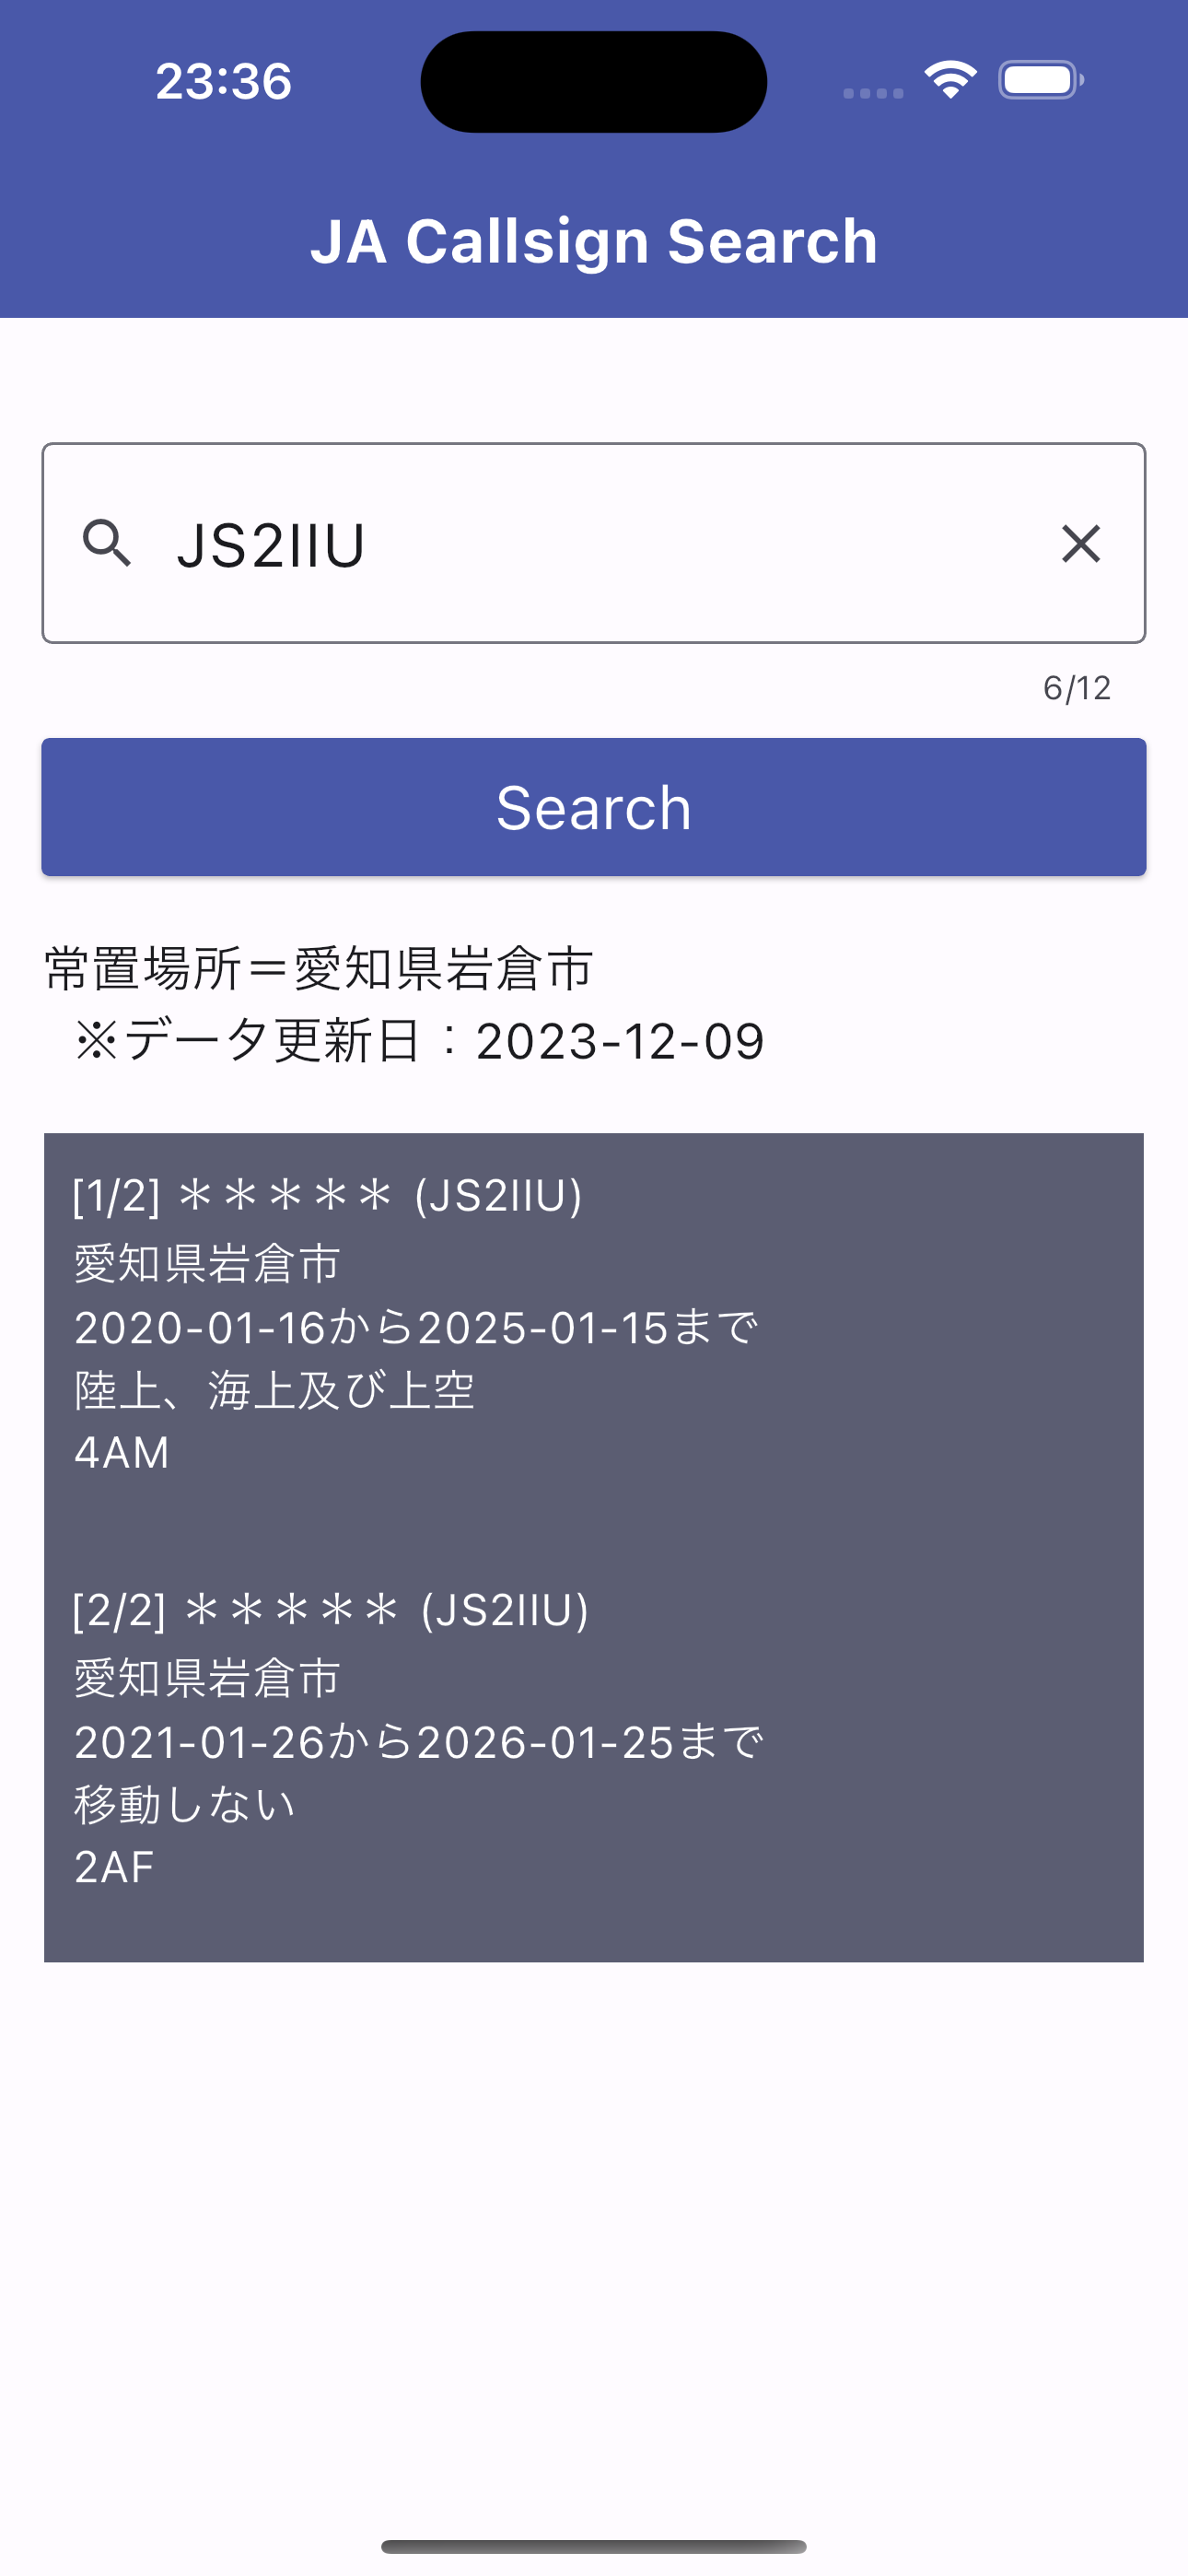 23:36
JA Callsign Search
JS2IIU
6/12
Search
常置場所＝愛知県岩倉市
※データ更新日：2023-12-09
[1/2] ＊＊＊＊＊ (JS2IIU)
愛知県岩倉市
2020-01-16から2025-01-15まで
陸上、海上及び上空
4AM
[2/2] ＊＊＊＊＊ (JS2IIU)
愛知県岩倉市
2021-01-26から2026-01-25まで
移動しない
2AF